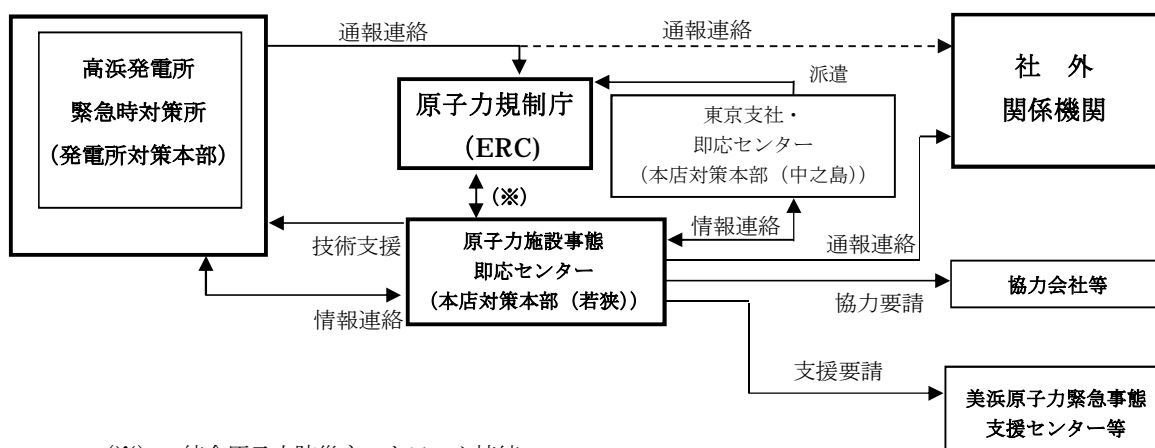 通報連絡
通報連絡
高浜発電所
緊急時対策所
(発電所対策本部)
原子力規制庁
(ERC)
派遣
東京支社・
即応センター
(本店対策本部（中之島）)
社　外
関係機関
(※)
技術支援
情報連絡
原子力施設事態
即応センター
(本店対策本部（若狭）)
情報連絡
通報連絡
協力会社等
協力要請
支援要請
美浜原子力緊急事態
支援センター等